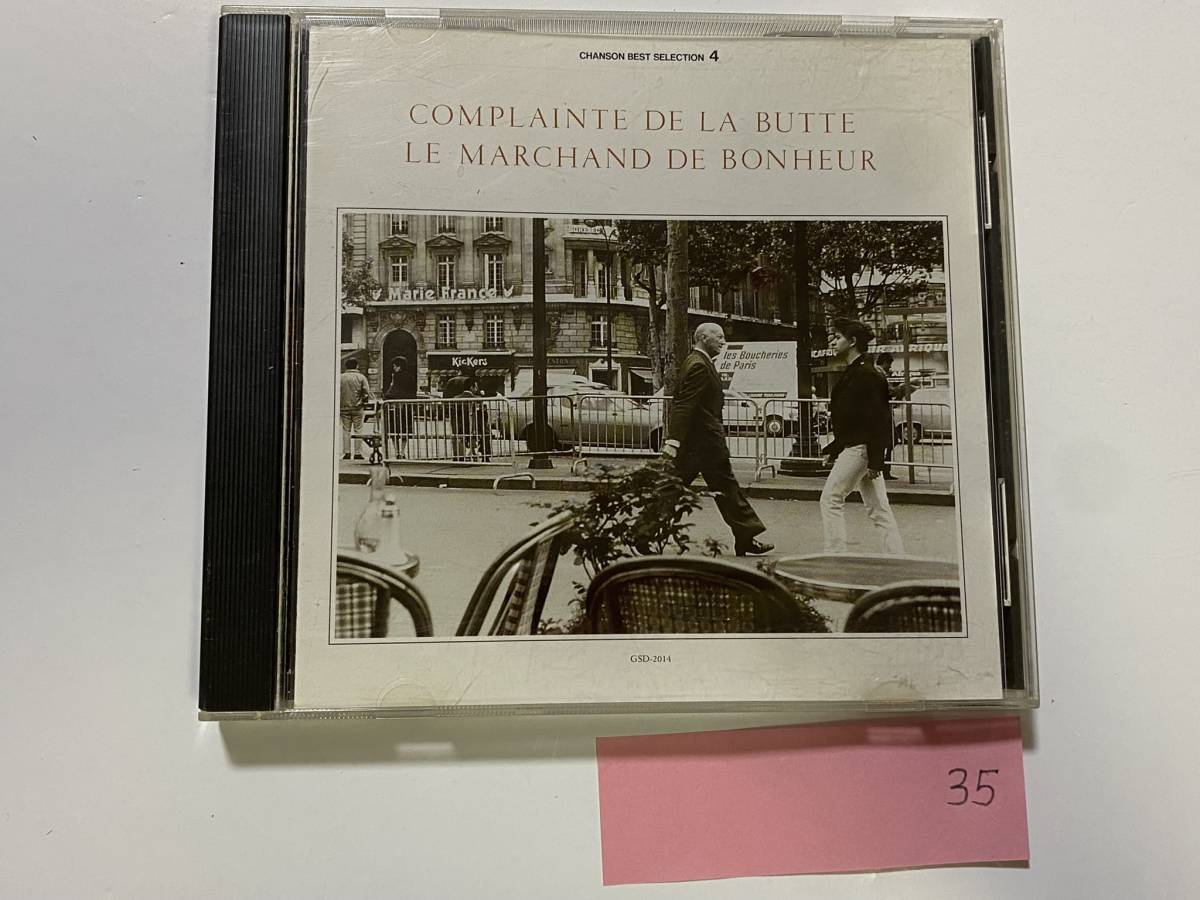 CHANSON BEST SELECTION 4
COMPLAINTE DE LA BUTTE
LE MARCHAND DE BONHEUR
Marie France
KicKers
les Boucheries
de Paris
GSD-2014
35